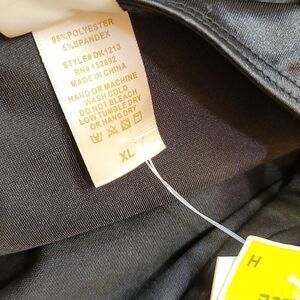 95% POLYESTER
5% SPANDEX
STYLE# DK1213
RN# 152692
MADE IN CHINA
HAND OR MACHINE
WASH COLD
DO NOT BLEACH
LOW TUMBLE DRY
OR HANG DRY
XL
H